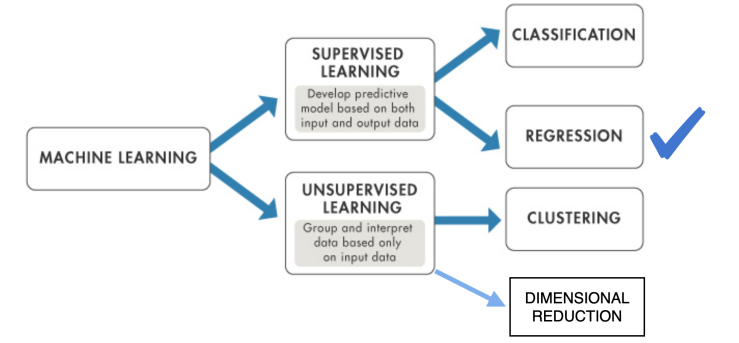 MACHINE LEARNING
SUPERVISED
LEARNING
Develop predictive
model based on both
input and output data
UNSUPERVISED
LEARNING
Group and interpret
data based only
on input data
CLASSIFICATION
REGRESSION
CLUSTERING
DIMENSIONAL
REDUCTION